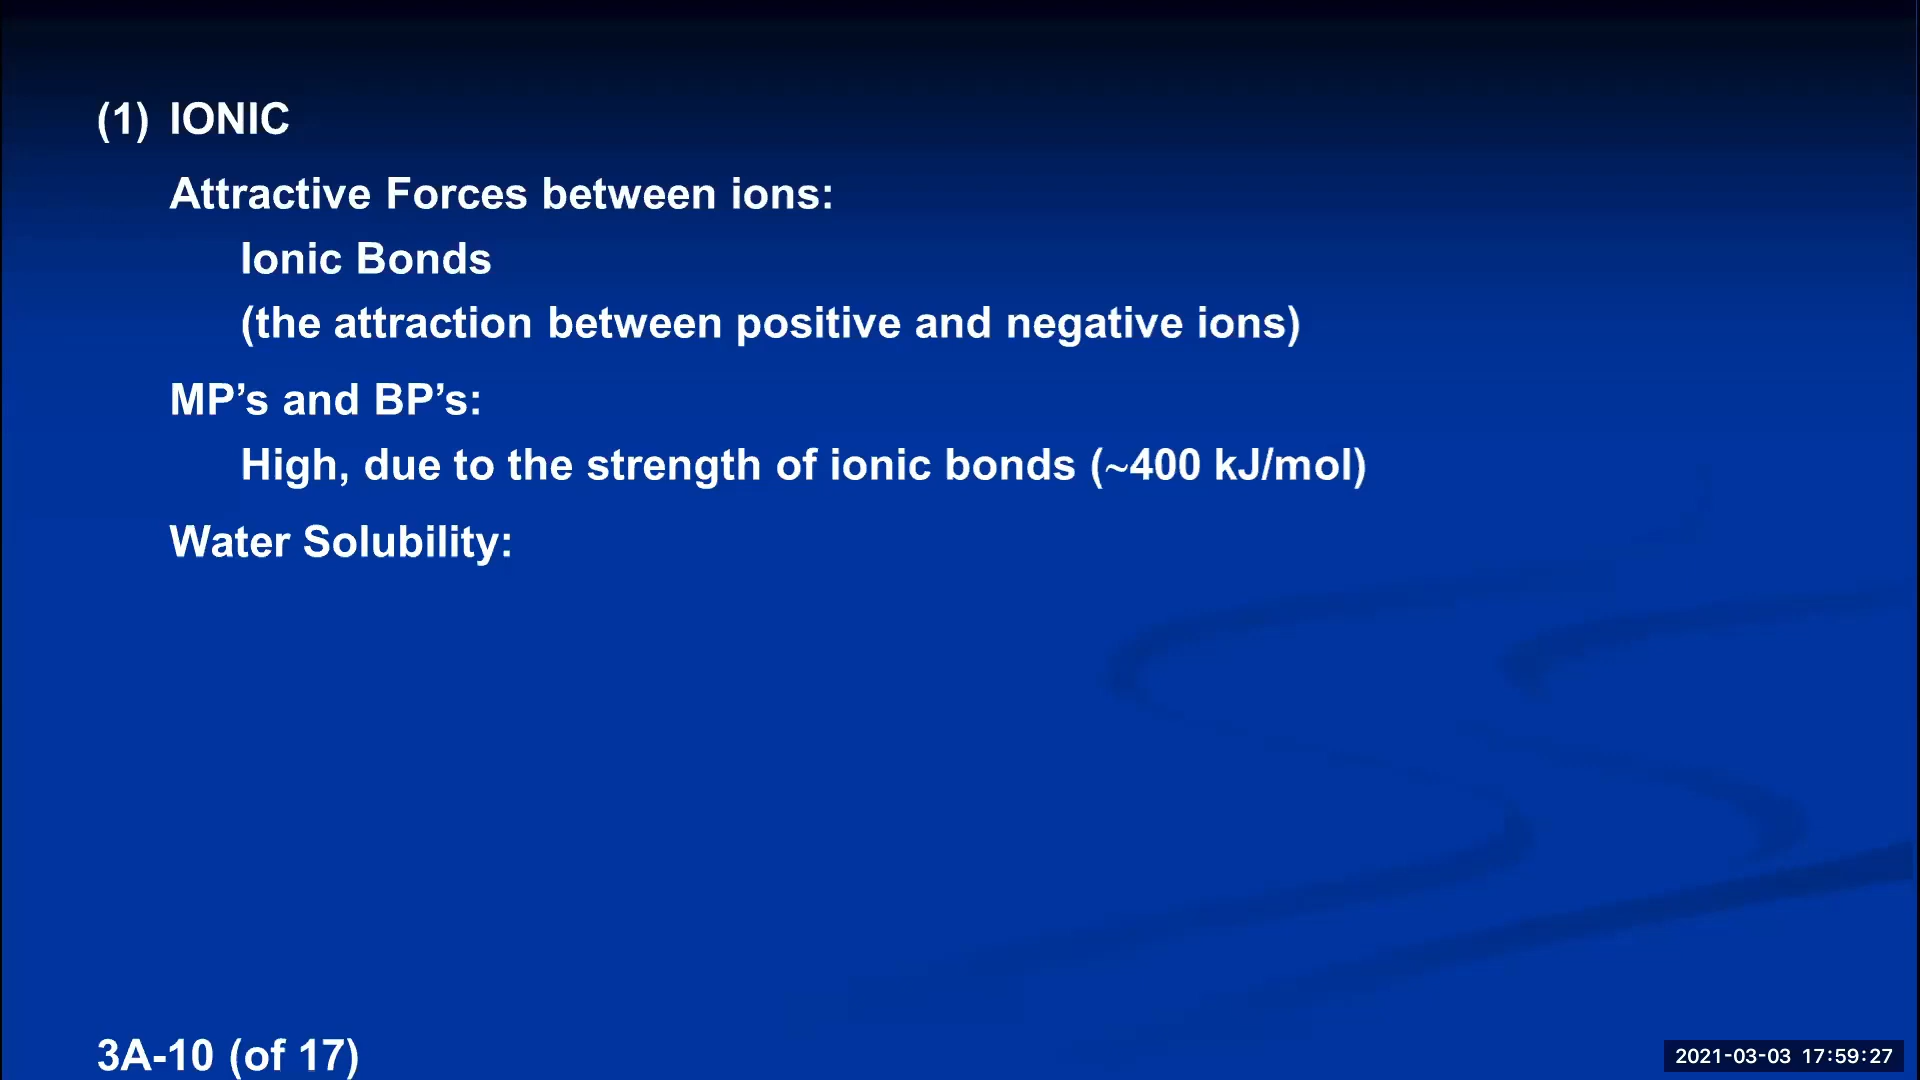 (1) IONIC
Attractive Forces between ions:
Ionic Bonds
(the attraction between positive and negative ions)
MP’s and BP’s:
High, due to the strength of ionic bonds (~400 kJ/mol)
Water Solubility:
3A-10 (of 17)
2021-03-03 17:59:27